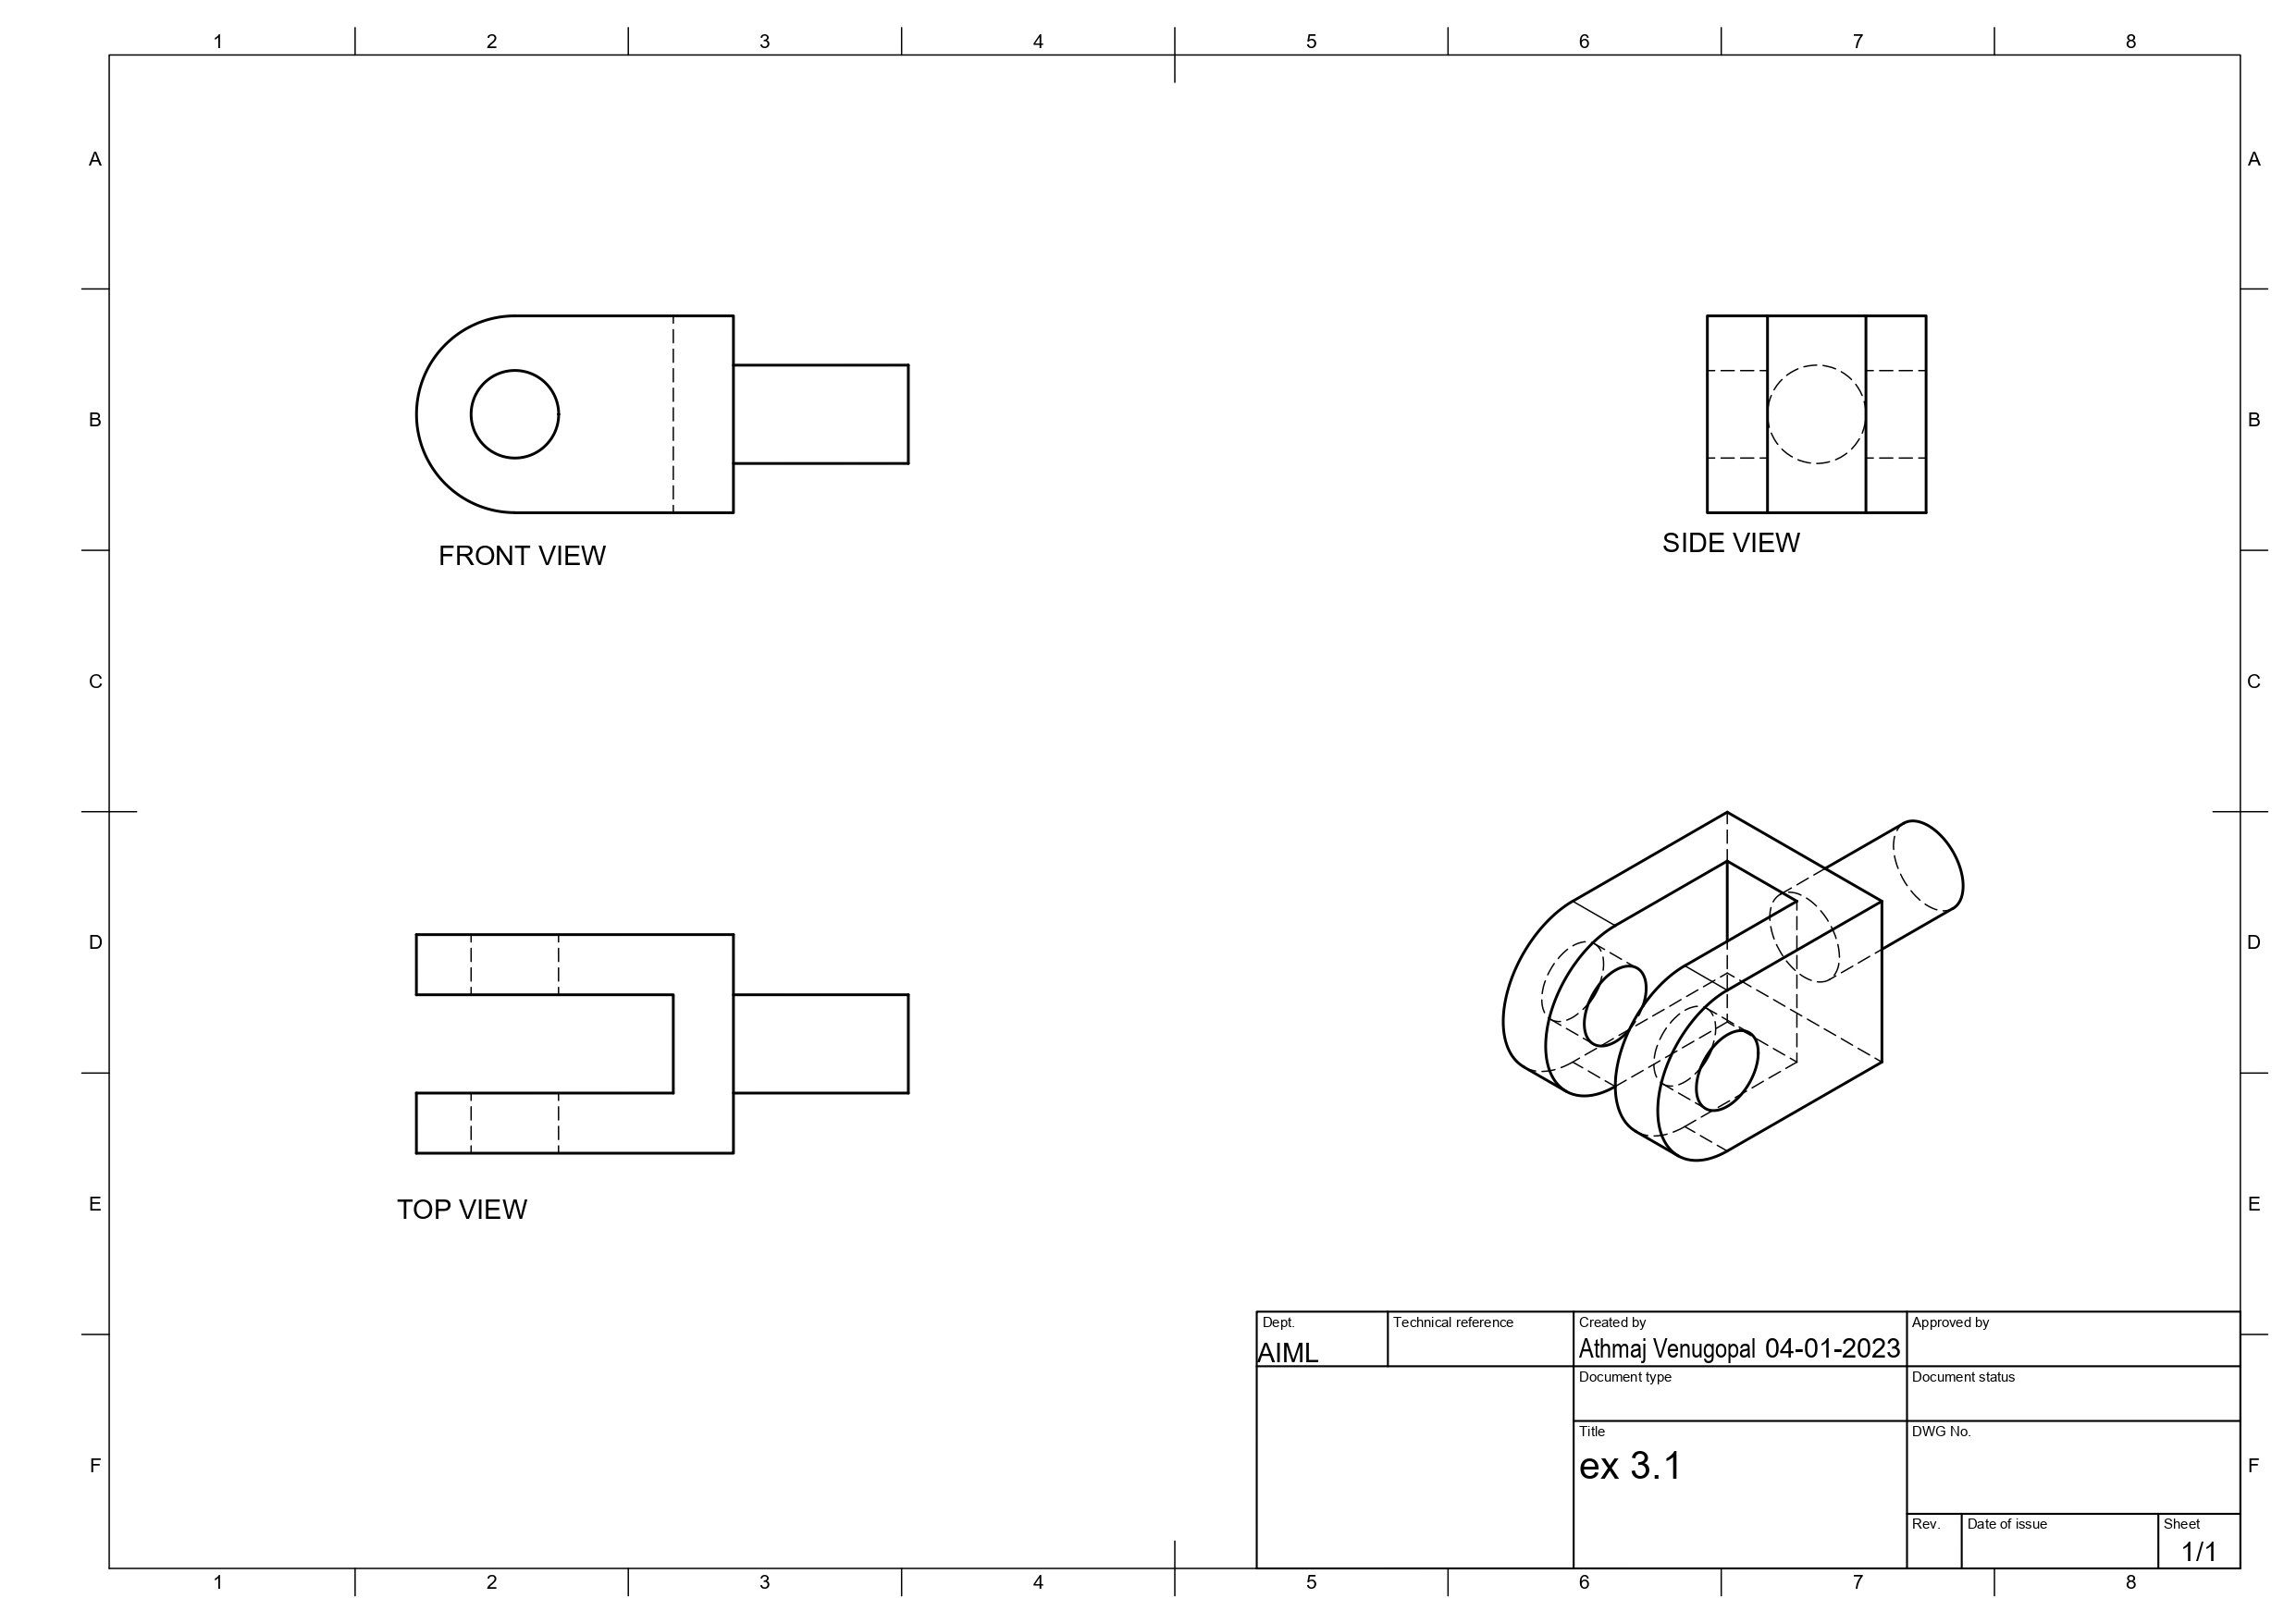 1 2 3 4 5 6 7 8
A A
B B
FRONT VIEW SIDE VIEW
C C
D D
TOP VIEW
E E
Dept. Technical reference Created by Approved by
AIML Athmaj Venugopal 04-01-2023
Document type Document status
Title DWG No.
ex 3.1
F F
Rev. Date of issue Sheet
1/1
1 2 3 4 5 6 7 8